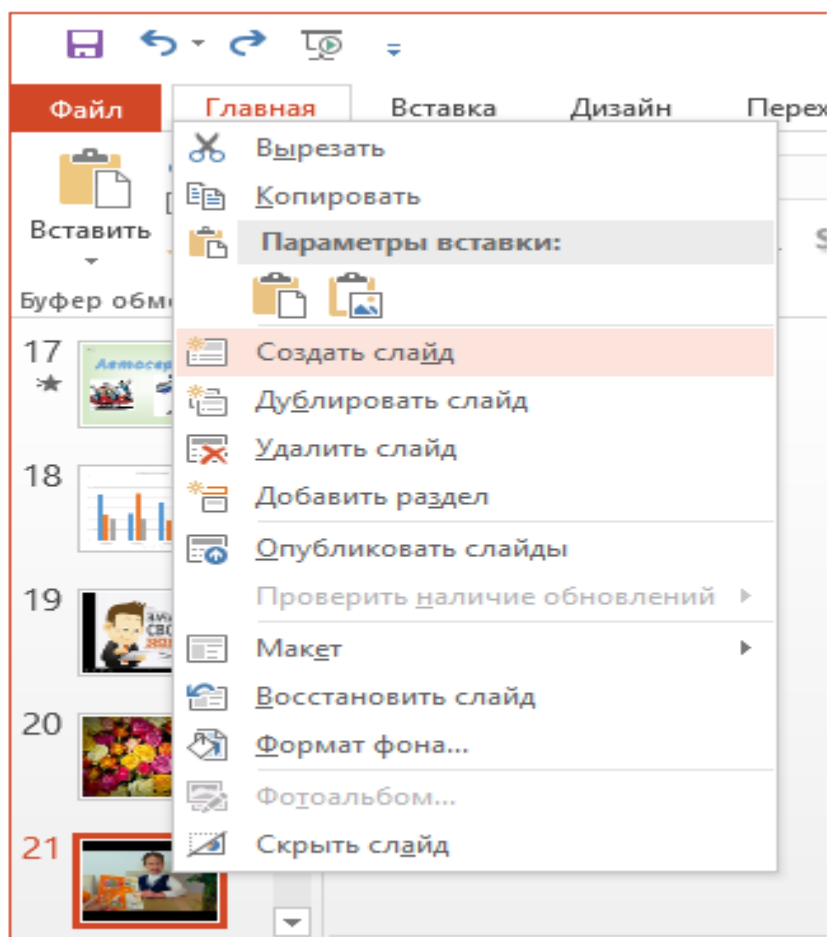 Файл Главная Вставка Дизайн
Вырезать
Копировать
Вставить
Параметры вставки:
Буфер
17
Создать слайд
Дублировать слайд
Удалить слайд
18
Добавить раздел
Опубликовать слайды
19
Проверить наличие обновлений
Макет
Восстановить слайд
20
Формат фона...
Фотоальбом...
21
Скрыть слайд